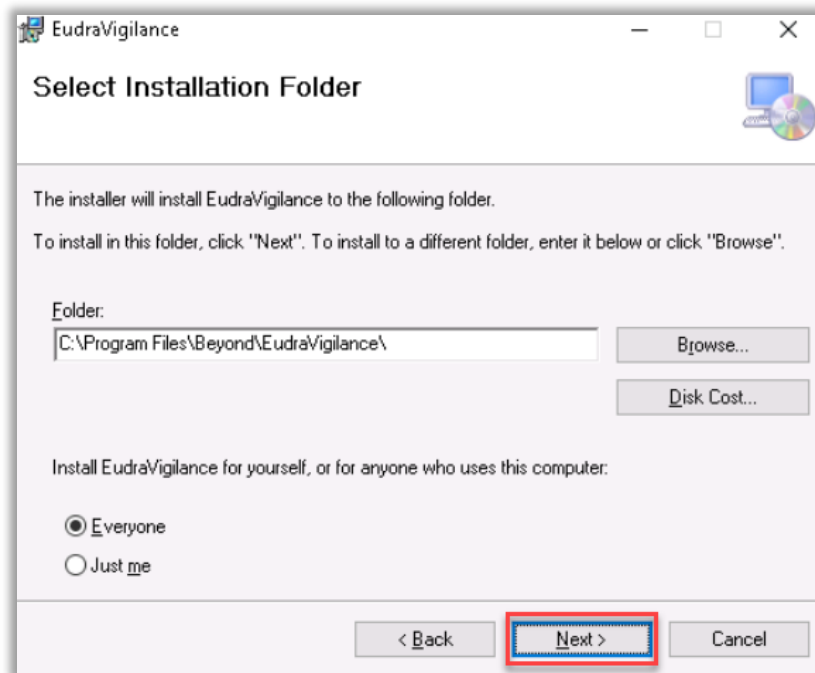 EudraVigilance
Select Installation Folder
The installer will install EudraVigilance to the following folder.
To install in this folder, click "Next". To install to a different folder, enter it below or click "Browse".
Folder:
C:\Program Files\Beyond\EudraVigilance\
Browse...
Disk Cost...
Install EudraVigilance for yourself, or for anyone who uses this computer:
Everyone
Just me
< Back
Next >
Cancel